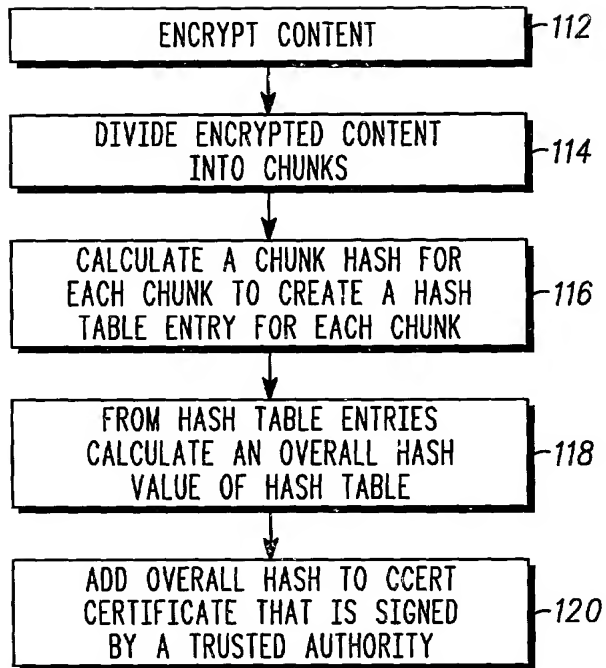 ENCRYPT CONTENT
112
DIVIDE ENCRYPTED CONTENT
INTO CHUNKS
114
CALCULATE A CHUNK HASH FOR
EACH CHUNK TO CREATE A HASH
TABLE ENTRY FOR EACH CHUNK
116
FROM HASH TABLE ENTRIES
CALCULATE AN OVERALL HASH
VALUE OF HASH TABLE
118
ADD OVERALL HASH TO CCERT
CERTIFICATE THAT IS SIGNED
BY A TRUSTED AUTHORITY
120